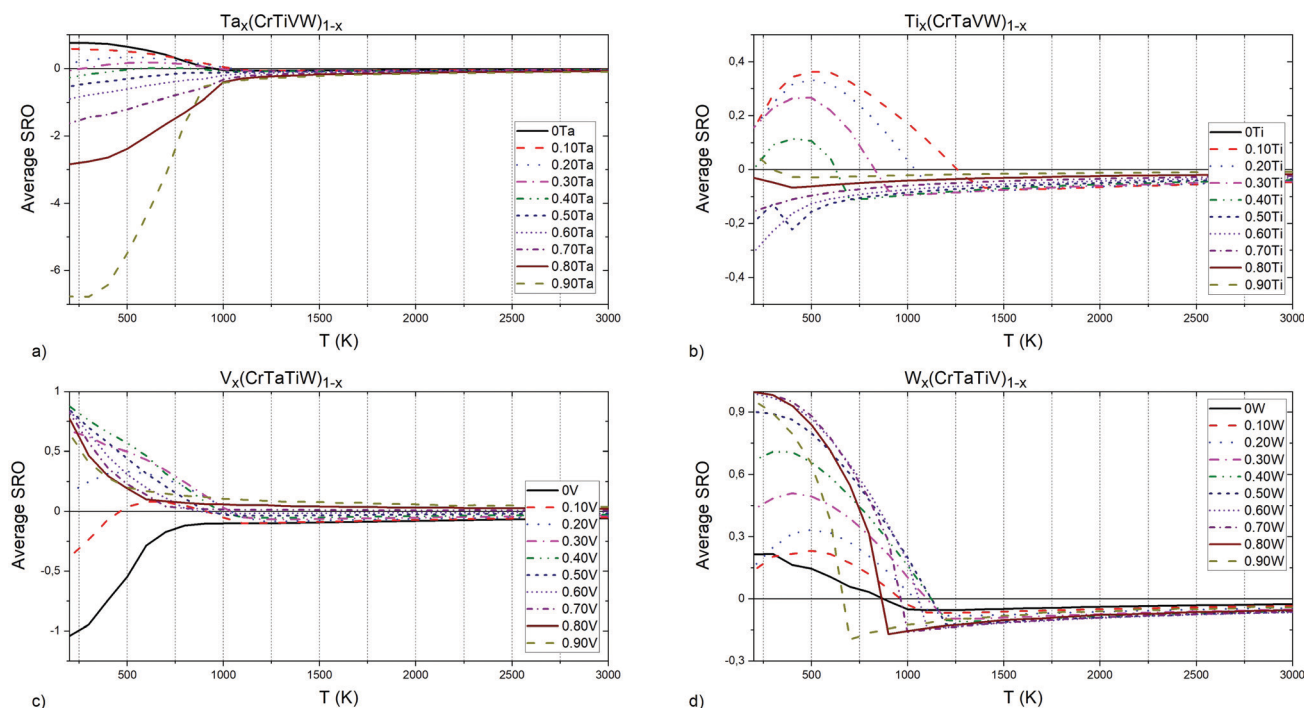 Taₓ(CrTiVW)₁₋ₓ
Average SRO
0
-2
-4
-6
500
1000
1500
2000
2500
3000
T (K)
0Ta
0.10Ta
0.20Ta
0.30Ta
0.40Ta
0.50Ta
0.60Ta
0.70Ta
0.80Ta
0.90Ta
a)
Tiₓ(CrTaVW)₁₋ₓ
Average SRO
0,4
0,2
0
-0,2
-0,4
500
1000
1500
2000
2500
3000
T (K)
0Ti
0.10Ti
0.20Ti
0.30Ti
0.40Ti
0.50Ti
0.60Ti
0.70Ti
0.80Ti
0.90Ti
b)
Vₓ(CrTaTiW)₁₋ₓ
Average SRO
1
0,5
0
-0,5
-1
500
1000
1500
2000
2500
3000
T (K)
0V
0.10V
0.20V
0.30V
0.40V
0.50V
0.60V
0.70V
0.80V
0.90V
c)
Wₓ(CrTaTiV)₁₋ₓ
Average SRO
0,9
0,6
0,3
0
-0,3
500
1000
1500
2000
2500
3000
T (K)
0W
0.10W
0.20W
0.30W
0.40W
0.50W
0.60W
0.70W
0.80W
0.90W
d)